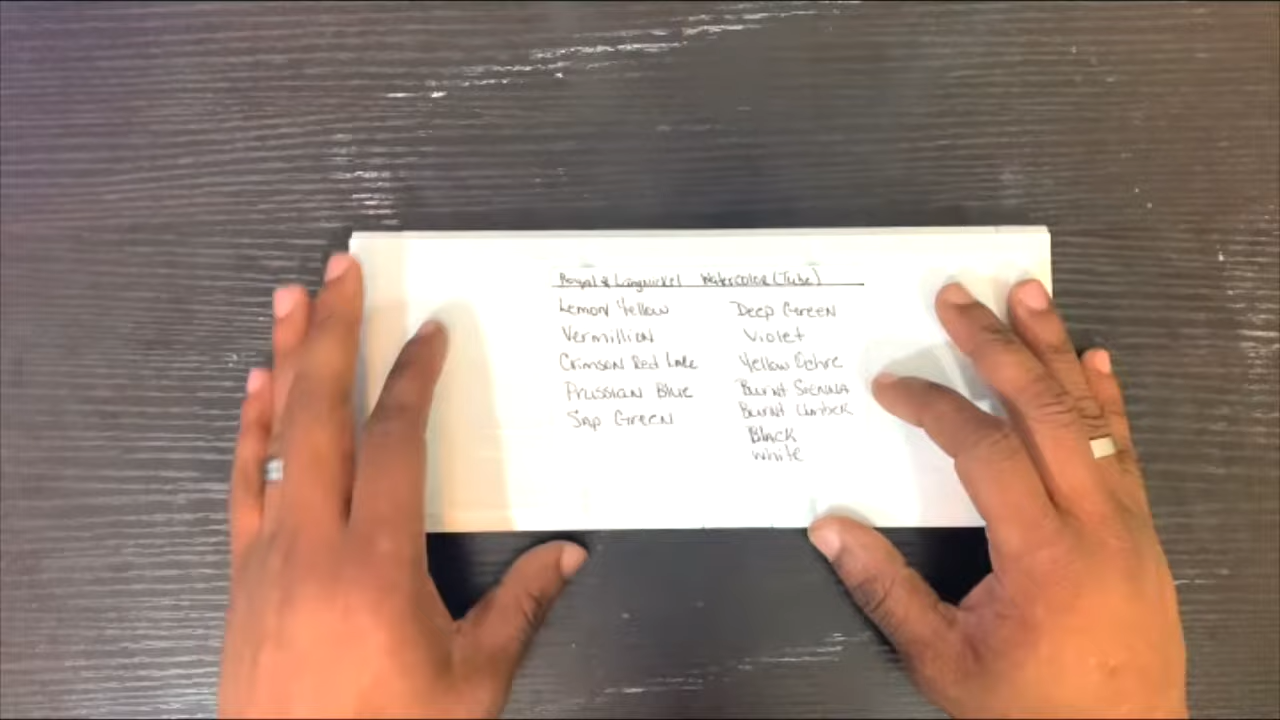 Royal & Langnickel Watercolor (Tube)
Lemon Yellow
Vermillion
Crimson Red Lake
Prussian Blue
Sap Green
Deep Green
Violet
Yellow Ochre
Burnt Sienna
Burnt Umber
Black
White